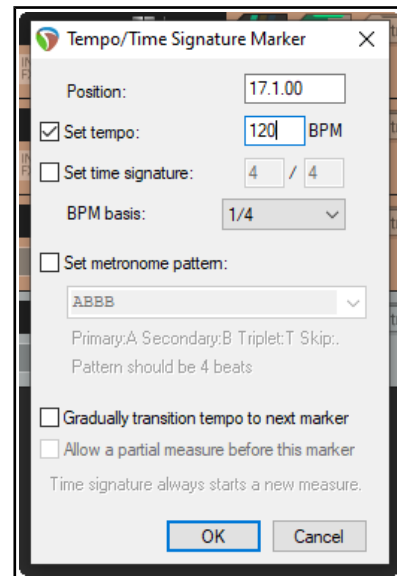 Tempo/Time Signature Marker
Position: 17.1.00
Set tempo: 120 BPM
Set time signature: 4 / 4
BPM basis: 1/4
Set metronome pattern:
ABBB
Primary:A Secondary:B Triplet:T Skip:.
Pattern should be 4 beats
Gradually transition tempo to next marker
Allow a partial measure before this marker
Time signature always starts a new measure.
OK Cancel